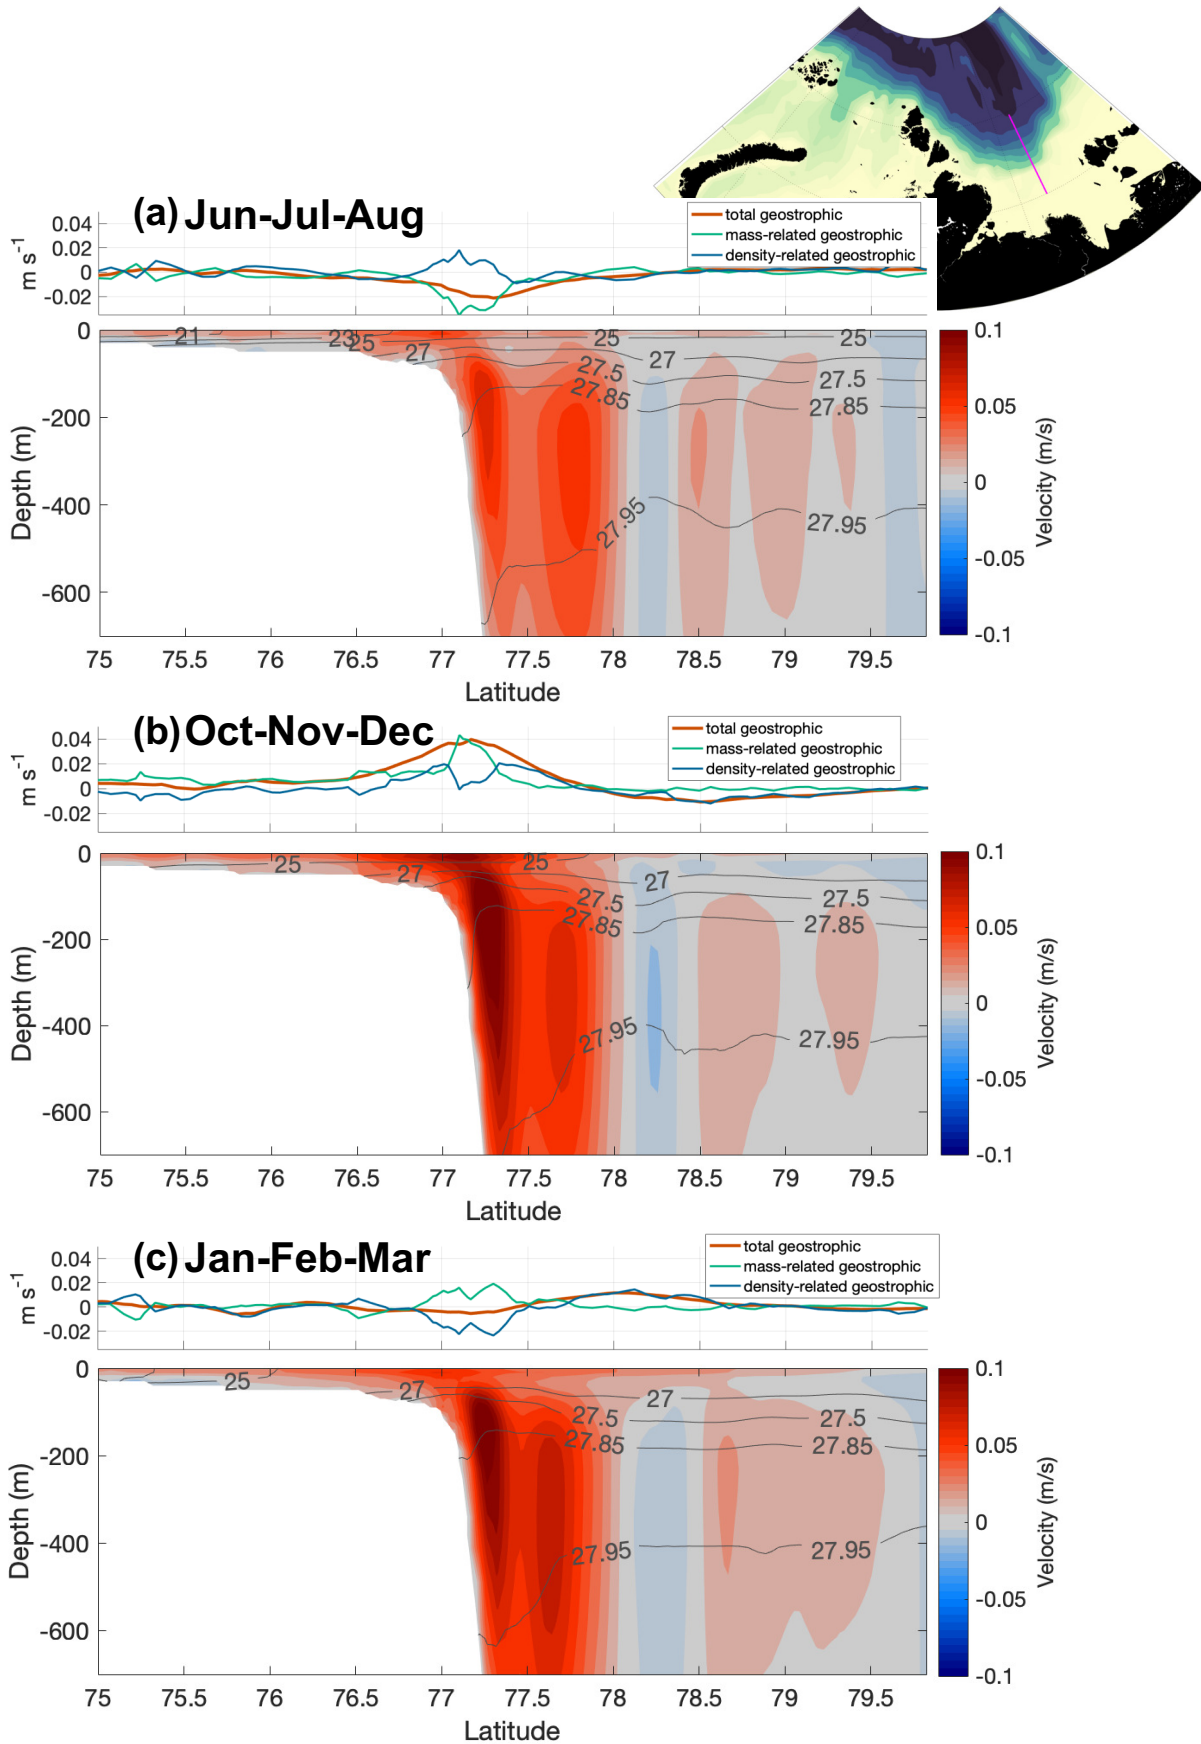 (a) Jun-Jul-Aug
total geostrophic
mass-related geostrophic
density-related geostrophic
0.04
0.02
0
-0.02
m s-1
0
-200
-400
-600
Depth (m)
21
23
25
25
25
27
27
27.5
27.5
27.85
27.85
27.95
27.95
0.1
0.05
0
-0.05
-0.1
Velocity (m/s)
75 75.5 76 76.5 77 77.5 78 78.5 79 79.5
Latitude
(b) Oct-Nov-Dec
total geostrophic
mass-related geostrophic
density-related geostrophic
0.04
0.02
0
-0.02
m s-1
0
-200
-400
-600
Depth (m)
25
25
27
27
27.5
27.5
27.85
27.85
27.95
27.95
0.1
0.05
0
-0.05
-0.1
Velocity (m/s)
75 75.5 76 76.5 77 77.5 78 78.5 79 79.5
Latitude
(c) Jan-Feb-Mar
total geostrophic
mass-related geostrophic
density-related geostrophic
0.04
0.02
0
-0.02
m s-1
0
-200
-400
-600
Depth (m)
25
27
27
27.5
27.5
27.85
27.85
27.95
27.95
0.1
0.05
0
-0.05
-0.1
Velocity (m/s)
75 75.5 76 76.5 77 77.5 78 78.5 79 79.5
Latitude